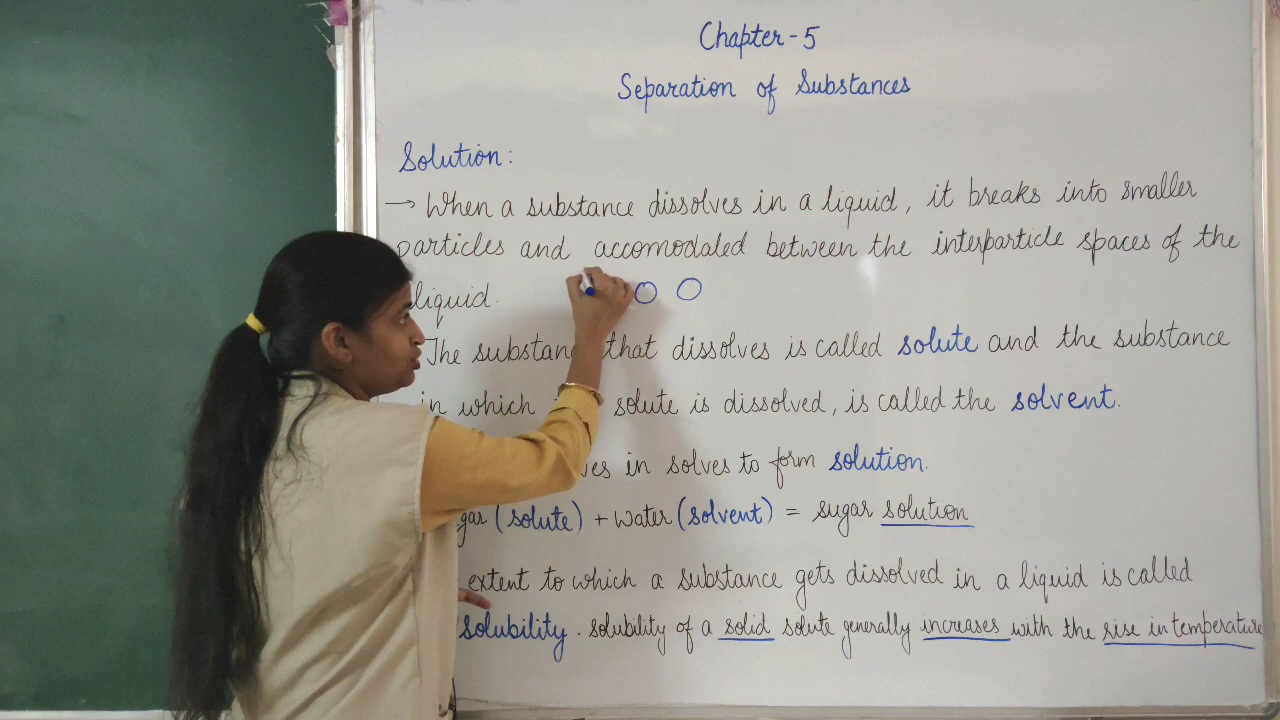 Chapter - 5
Separation of Substances
Solution:
→ When a substance dissolves in a liquid, it breaks into smaller
particles and accomodated between the interparticle spaces of the
liquid.
The substanc that dissolves is called solute and the substance
in which solute is dissolved, is called the solvent.
in solves to form solution.
(solute) + water (solvent) = sugar solution
extent to which a substance gets dissolved in a liquid is called
solubility. solubility of a solid solute generally increases with the rise in temperature